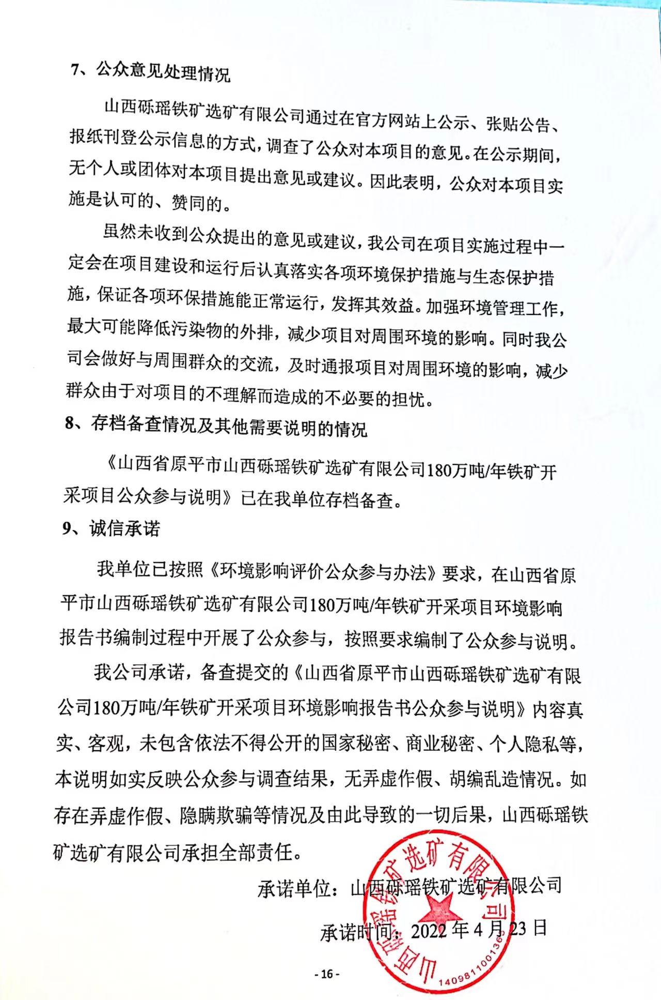 7、公众意见处理情况
山西砾瑶铁矿选矿有限公司通过在官方网站上公示、张贴公告、
报纸刊登公示信息的方式，调查了公众对本项目的意见。在公示期间，
无个人或团体对本项目提出意见或建议。因此表明，公众对本项目实
施是认可的、赞同的。
虽然未收到公众提出的意见或建议，我公司在项目实施过程中一
定会在项目建设和运行后认真落实各项环境保护措施与生态保护措
施，保证各项环保措施能正常运行，发挥其效益。加强环境管理工作，
最大可能降低污染物的外排，减少项目对周围环境的影响。同时我公
司会做好与周围群众的交流，及时通报项目对周围环境的影响，减少
群众由于对项目的不理解而造成的不必要的担忧。
8、存档备查情况及其他需要说明的情况
《山西省原平市山西砾瑶铁矿选矿有限公司180万吨/年铁矿开
采项目公众参与说明》已在我单位存档备查。
9、诚信承诺
我单位已按照《环境影响评价公众参与办法》要求，在山西省原
平市山西砾瑶铁矿选矿有限公司180万吨/年铁矿开采项目环境影响
报告书编制过程中开展了公众参与，按照要求编制了公众参与说明。
我公司承诺，备查提交的《山西省原平市山西砾瑶铁矿选矿有限
公司180万吨/年铁矿开采项目环境影响报告书公众参与说明》内容真
实、客观，未包含依法不得公开的国家秘密、商业秘密、个人隐私等，
本说明如实反映公众参与调查结果，无弄虚作假、胡编乱造情况。如
存在弄虚作假、隐瞒欺骗等情况及由此导致的一切后果，山西砾瑶铁
矿选矿有限公司承担全部责任。
承诺单位：山西砾瑶铁矿选矿有限公司
承诺时间：2022年4月23日
山西砾瑶铁矿选矿有限公司
1409811001365
-16-